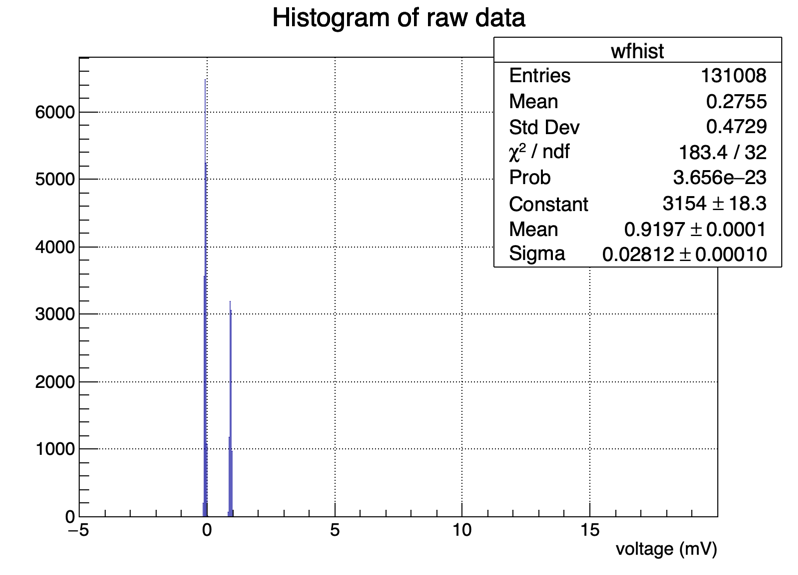 Histogram of raw data
wfhist
Entries 131008
Mean 0.2755
Std Dev 0.4729
χ² / ndf 183.4 / 32
Prob 3.656e−23
Constant 3154 ± 18.3
Mean 0.9197 ± 0.0001
Sigma 0.02812 ± 0.00010
6000
5000
4000
3000
2000
1000
0
−5 0 5 10 15
voltage (mV)